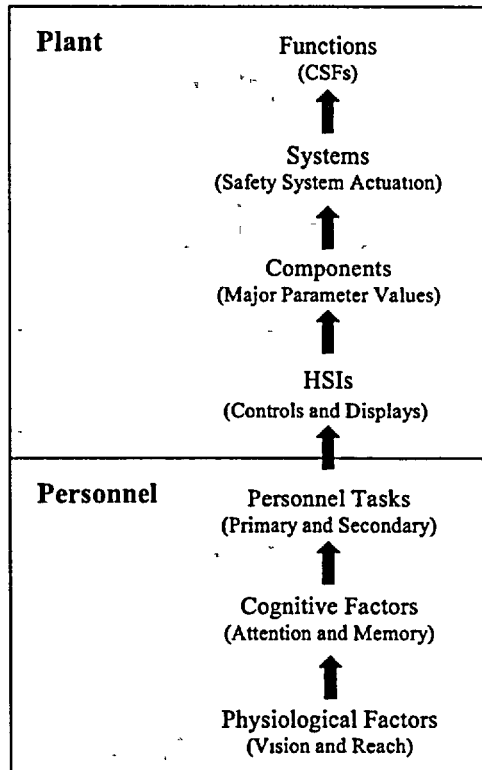 Plant
Functions
(CSFs)
Systems
(Safety System Actuation)
Components
(Major Parameter Values)
HSIs
(Controls and Displays)
Personnel
Personnel Tasks
(Primary and Secondary)
Cognitive Factors
(Attention and Memory)
Physiological Factors
(Vision and Reach)